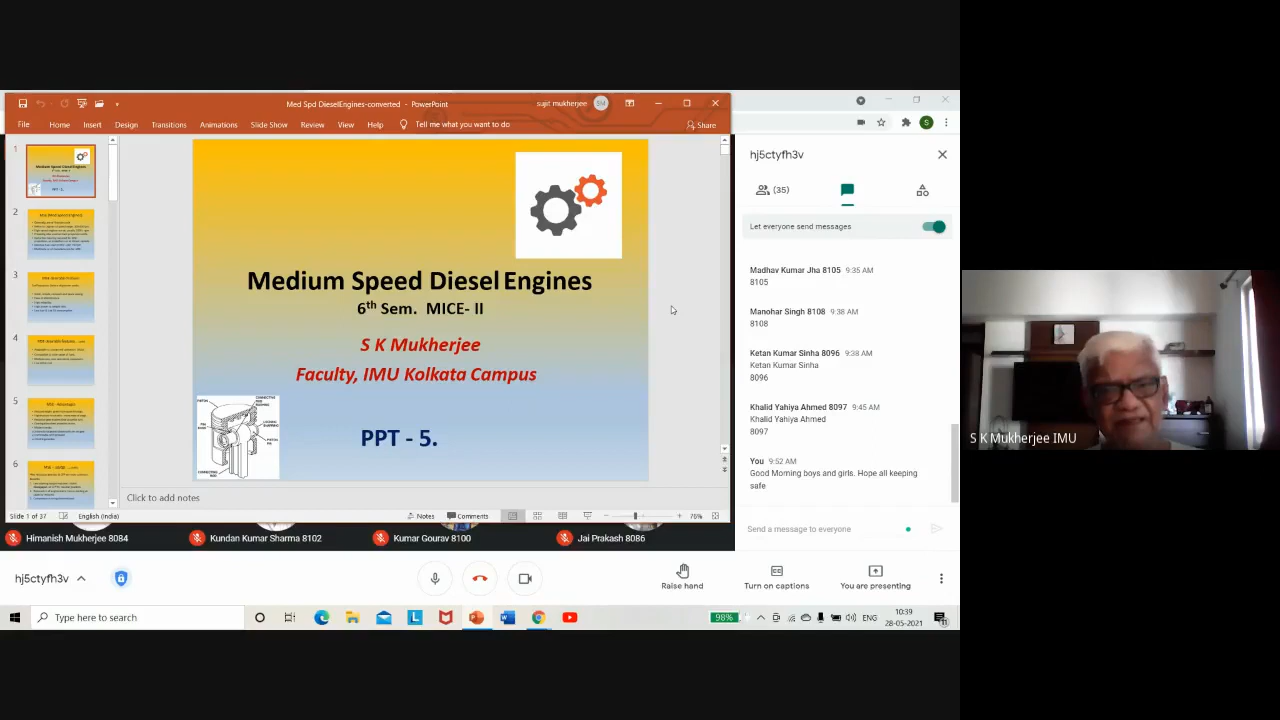 Med Spd DieselEngines-converted - PowerPoint
sujit mukherjee
SM
File Home Insert Design Transitions Animations Slide Show Review View Help Tell me what you want to do
Share
1
2
3
4
5
6
Medium Speed Diesel Engines
6th Sem. MICE- II
S K Mukherjee
Faculty, IMU Kolkata Campus
PPT - 5.
Click to add notes
Slide 1 of 37 English (India) Notes Comments 76%
Himanish Mukherjee 8084
Kundan Kumar Sharma 8102
Kumar Gourav 8100
Jai Prakash 8086
hj5ctyfh3v
(35)
Let everyone send messages
Madhav Kumar Jha 8105 9:35 AM
8105
Manohar Singh 8108 9:38 AM
8108
Ketan Kumar Sinha 8096 9:38 AM
Ketan Kumar Sinha
8096
Khalid Yahiya Ahmed 8097 9:45 AM
Khalid Yahiya Ahmed
8097
You 9:52 AM
Good Morning boys and girls. Hope all keeping
safe
Send a message to everyone
hj5ctyfh3v
Raise hand
Turn on captions
You are presenting
Type here to search
98%
ENG
10:39
28-05-2021
S K Mukherjee IMU